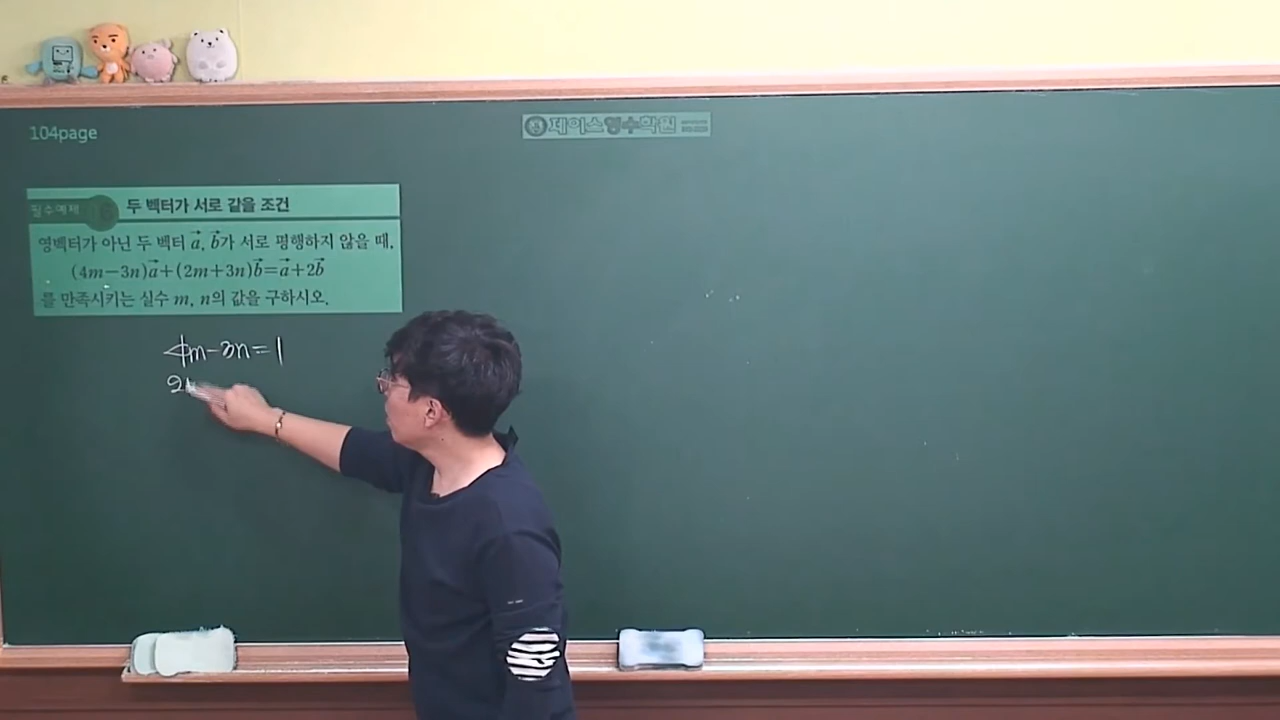 104page
제이스영수학원
필수예제
두 벡터가 서로 같을 조건
영벡터가 아닌 두 벡터 a⃗, b⃗가 서로 평행하지 않을 때,
(4m−3n)a⃗+(2m+3n)b⃗=a⃗+2b⃗
를 만족시키는 실수 m, n의 값을 구하시오.
4m-3n=1
2